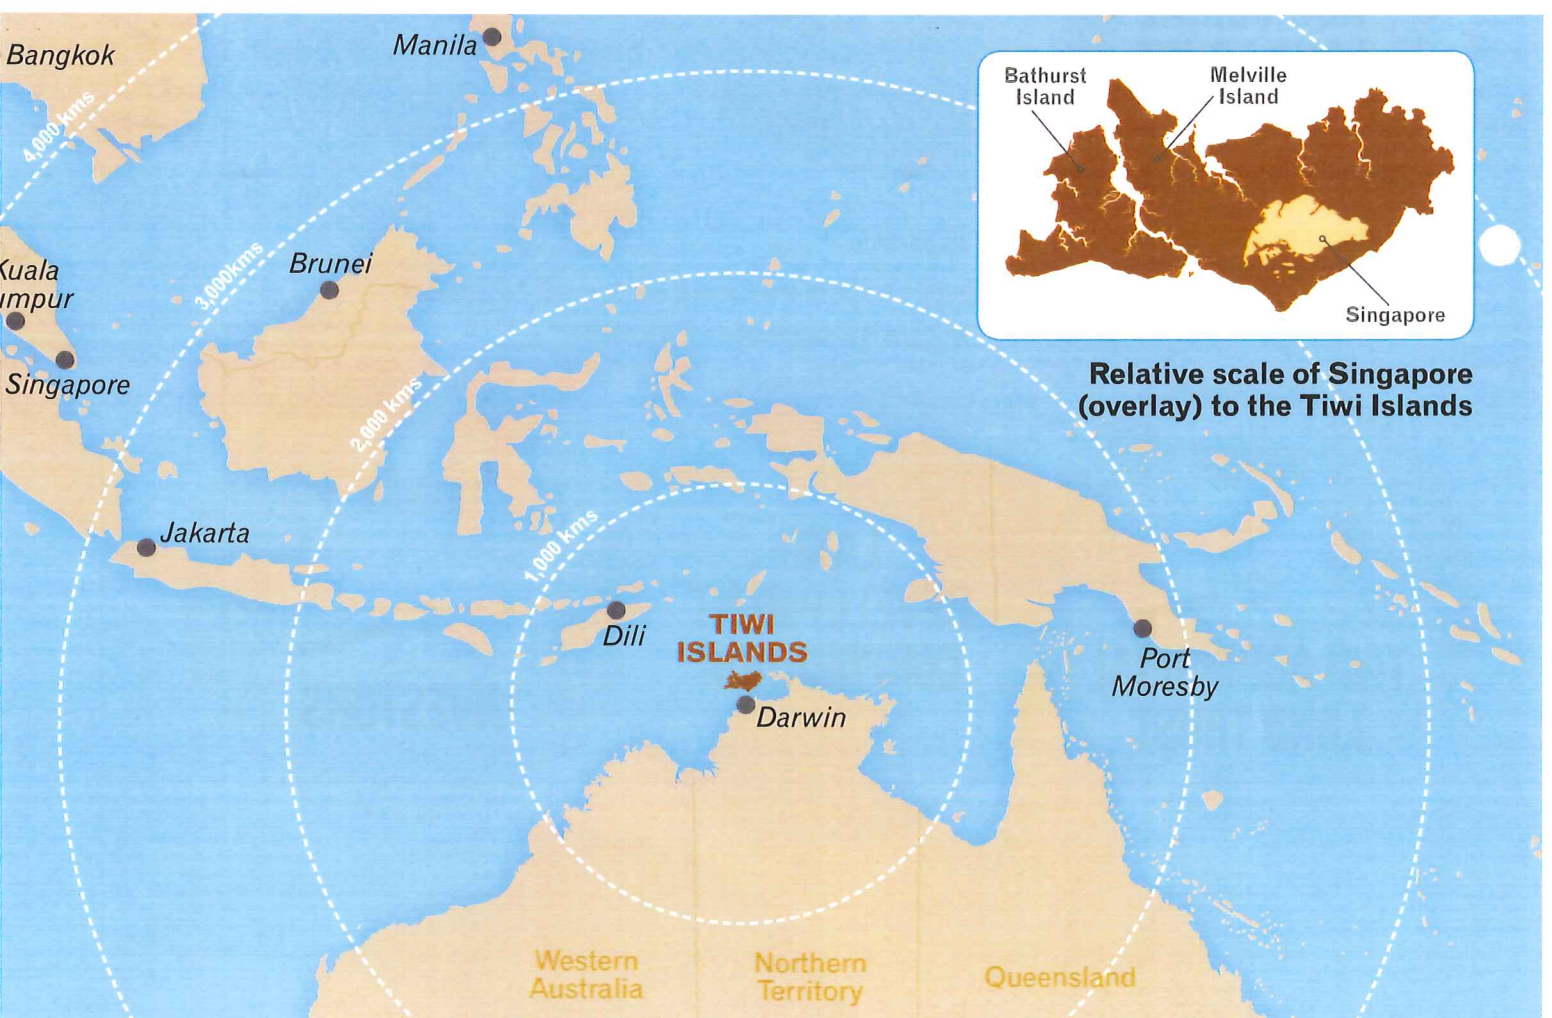 Bangkok
Manila
4,000 kms
Bathurst
Island
Melville
Island
Singapore
Relative scale of Singapore
(overlay) to the Tiwi Islands
3,000kms
Brunei
Kuala
umpur
Singapore
2,000 kms
Jakarta
1,000 kms
Dili
TIWI
ISLANDS
Darwin
Port
Moresby
Western
Australia
Northern
Territory
Queensland